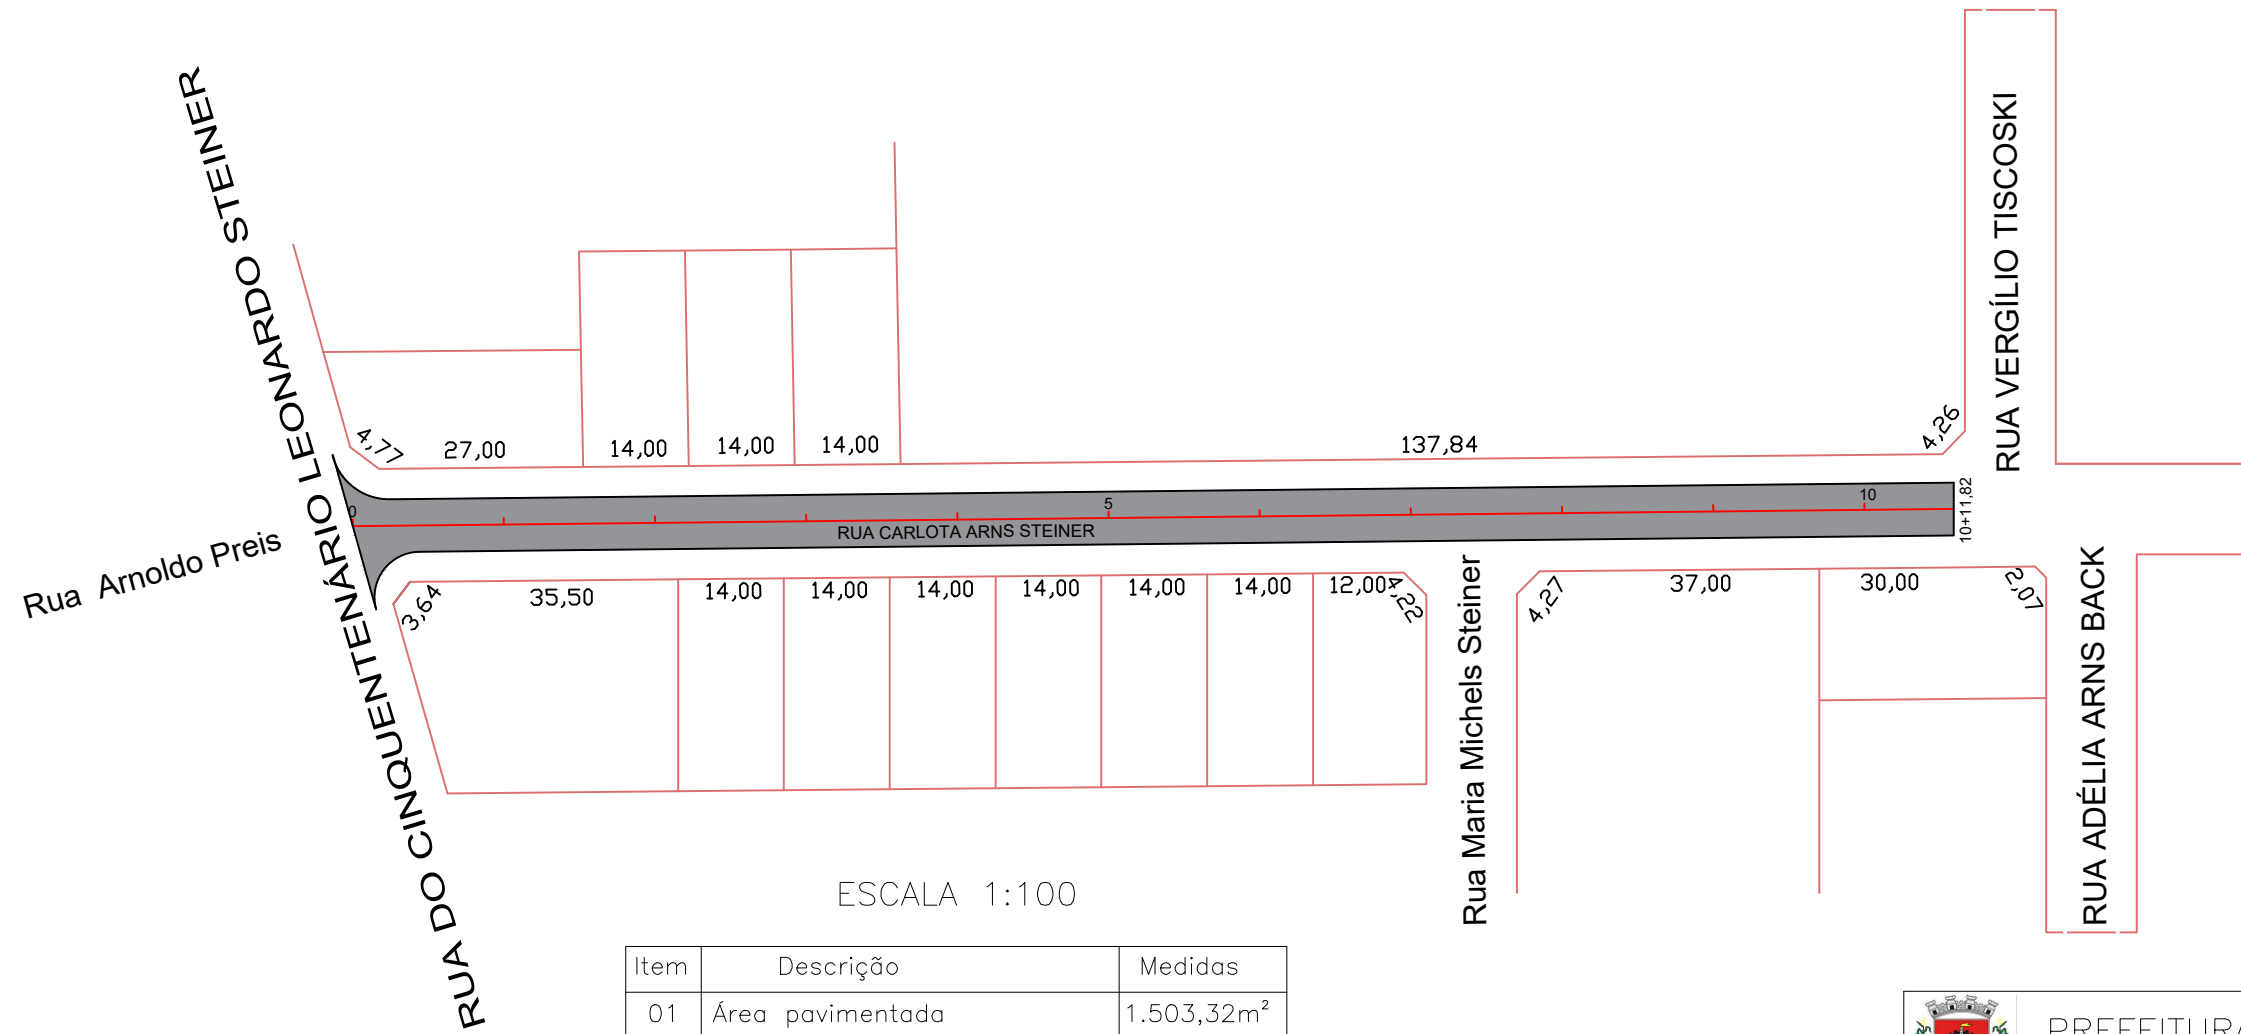 RUA DO CINQUENTENÁRIO LEONARDO STEINER
Rua Arnoldo Preis
4,77
27,00
14,00
14,00
14,00
137,84
4,26
RUA VERGÍLIO TISCOSKI
0
5
10
10+11,82
RUA CARLOTA ARNS STEINER
3,64
35,50
14,00
14,00
14,00
14,00
14,00
14,00
12,00
4,22
Rua Maria Michels Steiner
4,27
37,00
30,00
2,07
RUA ADÉLIA ARNS BACK
ESCALA 1:100
Item Descrição Medidas
01 Área pavimentada 1.503,32m²
PREFEITURA